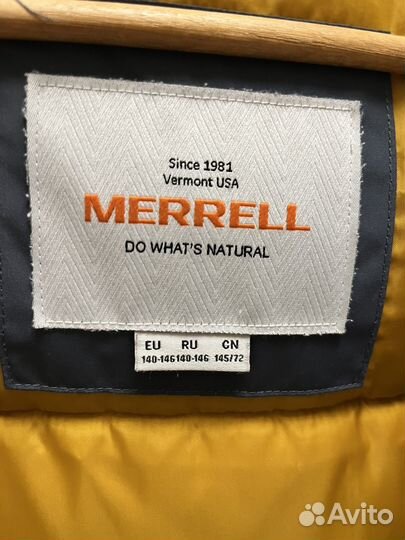 Since 1981
Vermont USA
MERRELL
DO WHAT'S NATURAL
EU RU CN
140-146 140-146 145/72
Avito